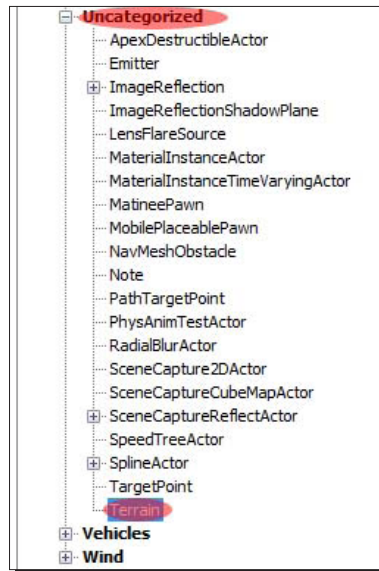 Uncategorized
ApexDestructibleActor
Emitter
ImageReflection
ImageReflectionShadowPlane
LensFlareSource
MaterialInstanceActor
MaterialInstanceTimeVaryingActor
MatineePawn
MobilePlaceablePawn
NavMeshObstacle
Note
PathTargetPoint
PhysAnimTestActor
RadialBlurActor
SceneCapture2DActor
SceneCaptureCubeMapActor
SceneCaptureReflectActor
SpeedTreeActor
SplineActor
TargetPoint
Terrain
Vehicles
Wind